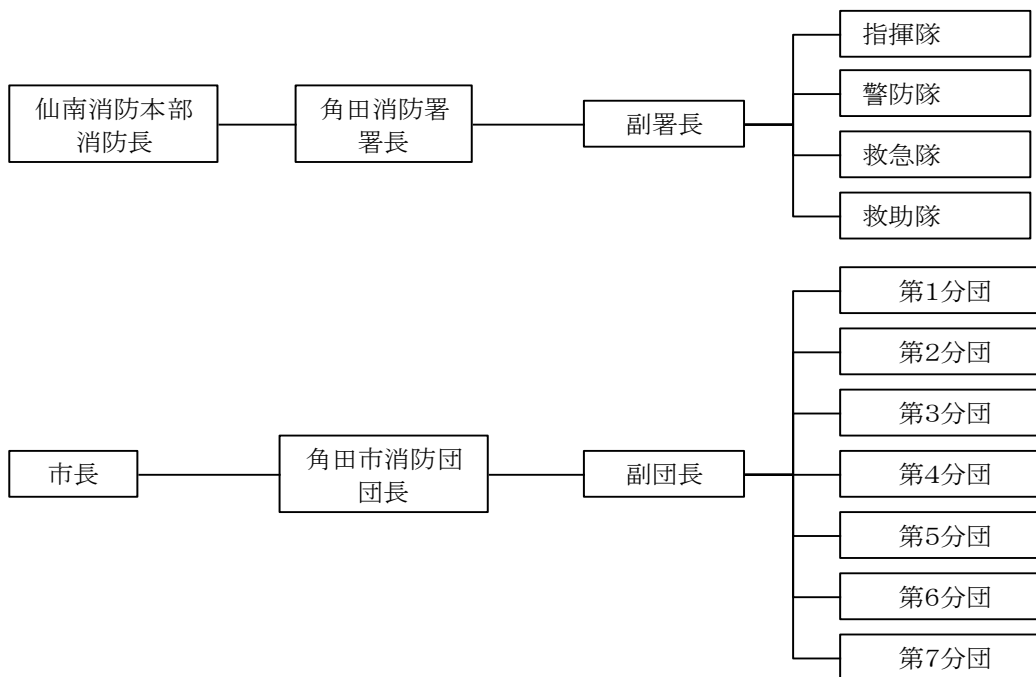 仙南消防本部
消防長
角田消防署
署長
副署長
指揮隊
警防隊
救急隊
救助隊
市長
角田市消防団
団長
副団長
第1分団
第2分団
第3分団
第4分団
第5分団
第6分団
第7分団